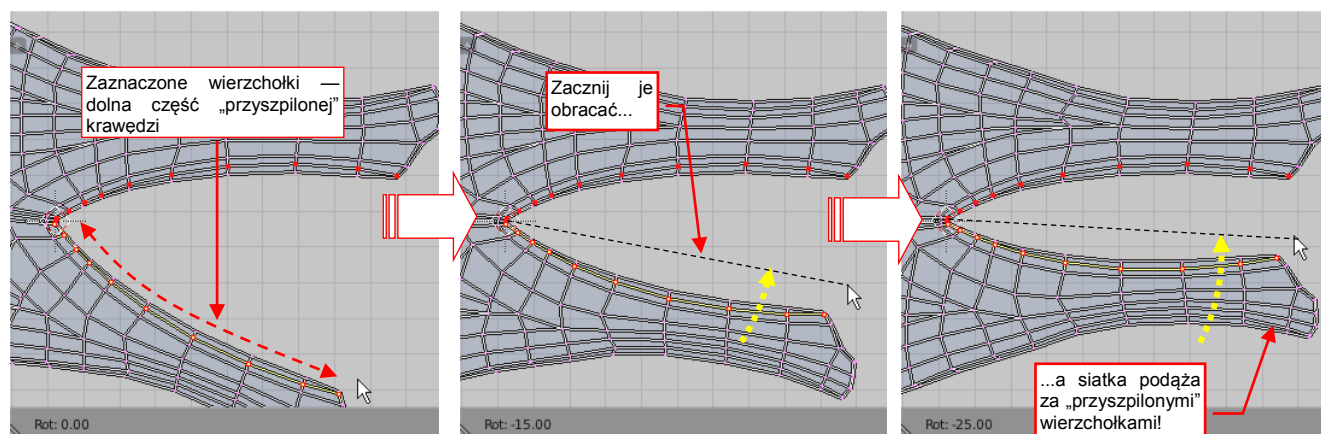 Zaznaczone wierzchołki —
dolna część „przyszpilonej”
krawędzi
Rot: 0.00
Zacznij je
obracać...
Rot: -15.00
...a siatka podąża
za „przyszpilonymi”
wierzchołkami!
Rot: -25.00